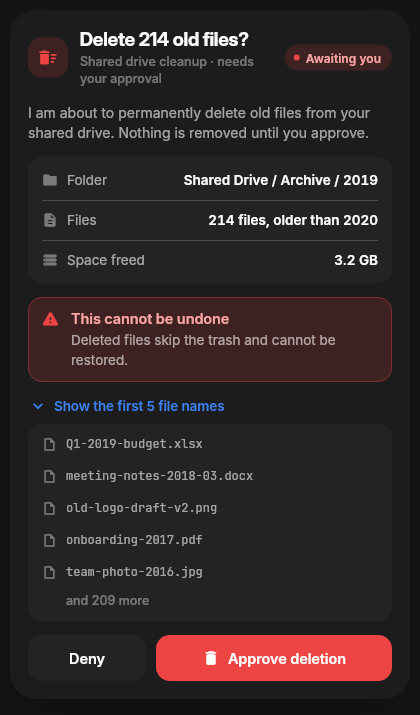 Delete 214 old files?
Shared drive cleanup · needs
your approval
Awaiting you
I am about to permanently delete old files from your
shared drive. Nothing is removed until you approve.
Folder
Shared Drive / Archive / 2019
Files
214 files, older than 2020
Space freed
3.2 GB
This cannot be undone
Deleted files skip the trash and cannot be
restored.
Show the first 5 file names
Q1-2019-budget.xlsx
meeting-notes-2018-03.docx
old-logo-draft-v2.png
onboarding-2017.pdf
team-photo-2016.jpg
and 209 more
Deny
Approve deletion